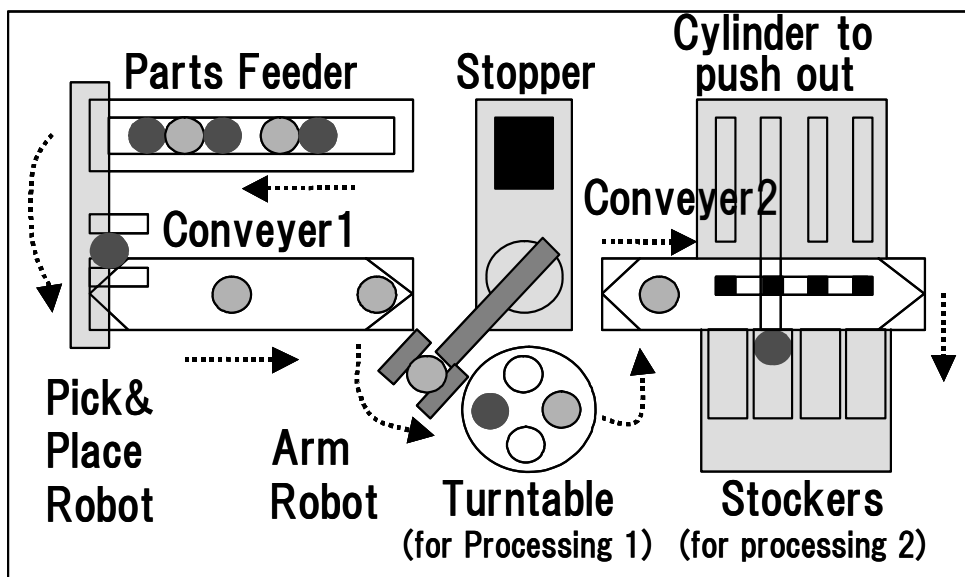 Parts Feeder
Stopper
Cylinder to
push out
Conveyer1
Conveyer2
Pick&
Place
Robot
Arm
Robot
Turntable
(for Processing 1)
Stockers
(for processing 2)